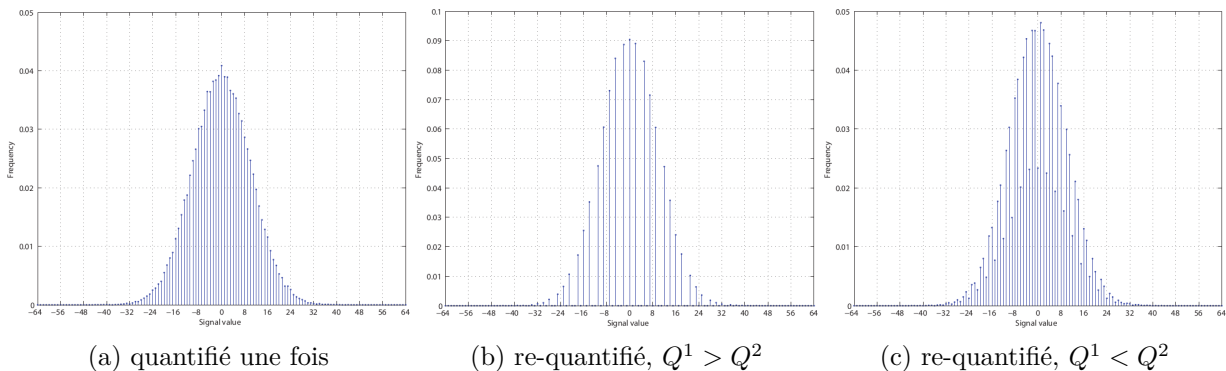 0.05
0.04
0.03
0.02
0.01
0
Frequency
−64 −56 −48 −40 −32 −24 −16 −8 0 8 16 24 32 40 48 56 64
Signal value
(a) quantifié une fois
0.1
0.09
0.08
0.07
0.06
0.05
0.04
0.03
0.02
0.01
0
Frequency
−64 −56 −48 −40 −32 −24 −16 −8 0 8 16 24 32 40 48 56 64
Signal value
(b) re-quantifié, Q¹ > Q²
0.05
0.04
0.03
0.02
0.01
0
Frequency
−64 −56 −48 −40 −32 −24 −16 −8 0 8 16 24 32 40 48 56 64
Signal value
(c) re-quantifié, Q¹ < Q²